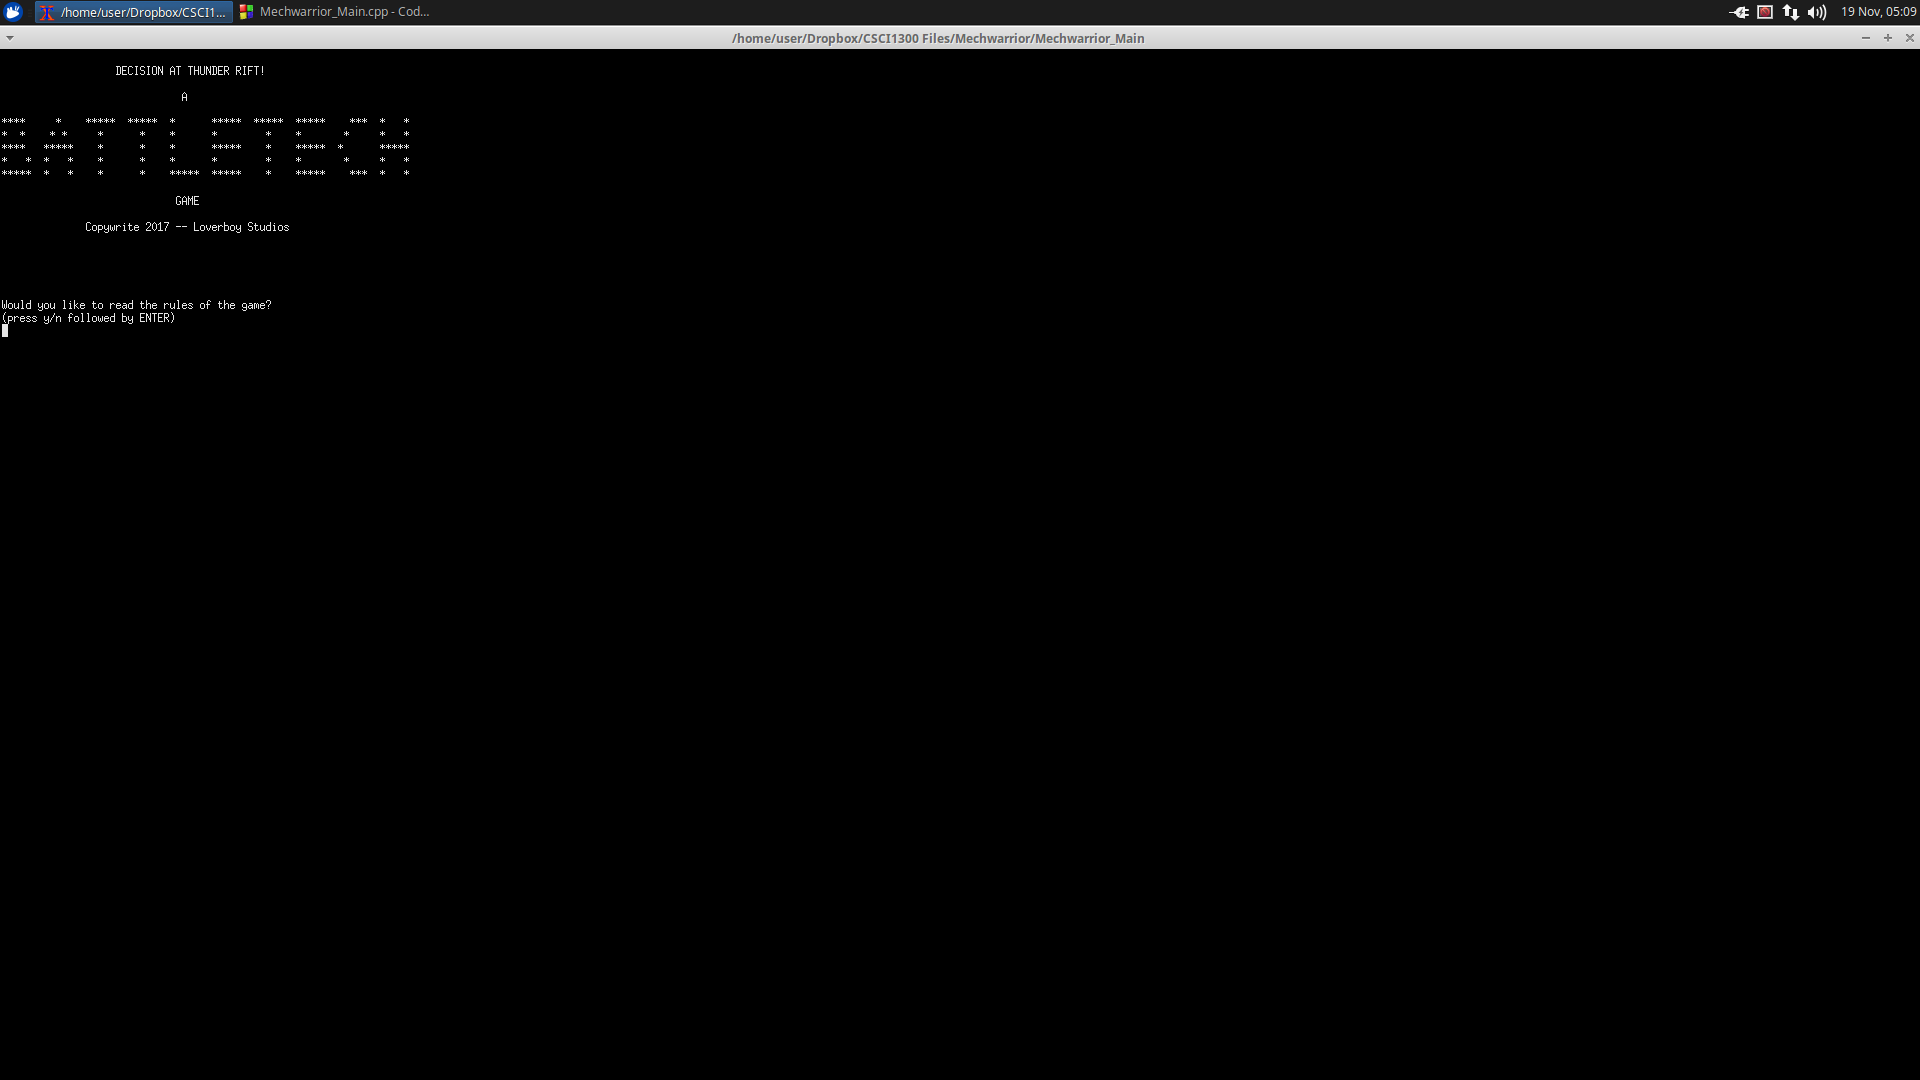 /home/user/Dropbox/CSCI1...
Mechwarrior_Main.cpp - Cod...
19 Nov, 05:09
/home/user/Dropbox/CSCI1300 Files/Mechwarrior/Mechwarrior_Main
DECISION AT THUNDER RIFT!
A
BATTLETECH
GAME
Copywrite 2017 -- Loverboy Studios
Would you like to read the rules of the game?
(press y/n followed by ENTER)